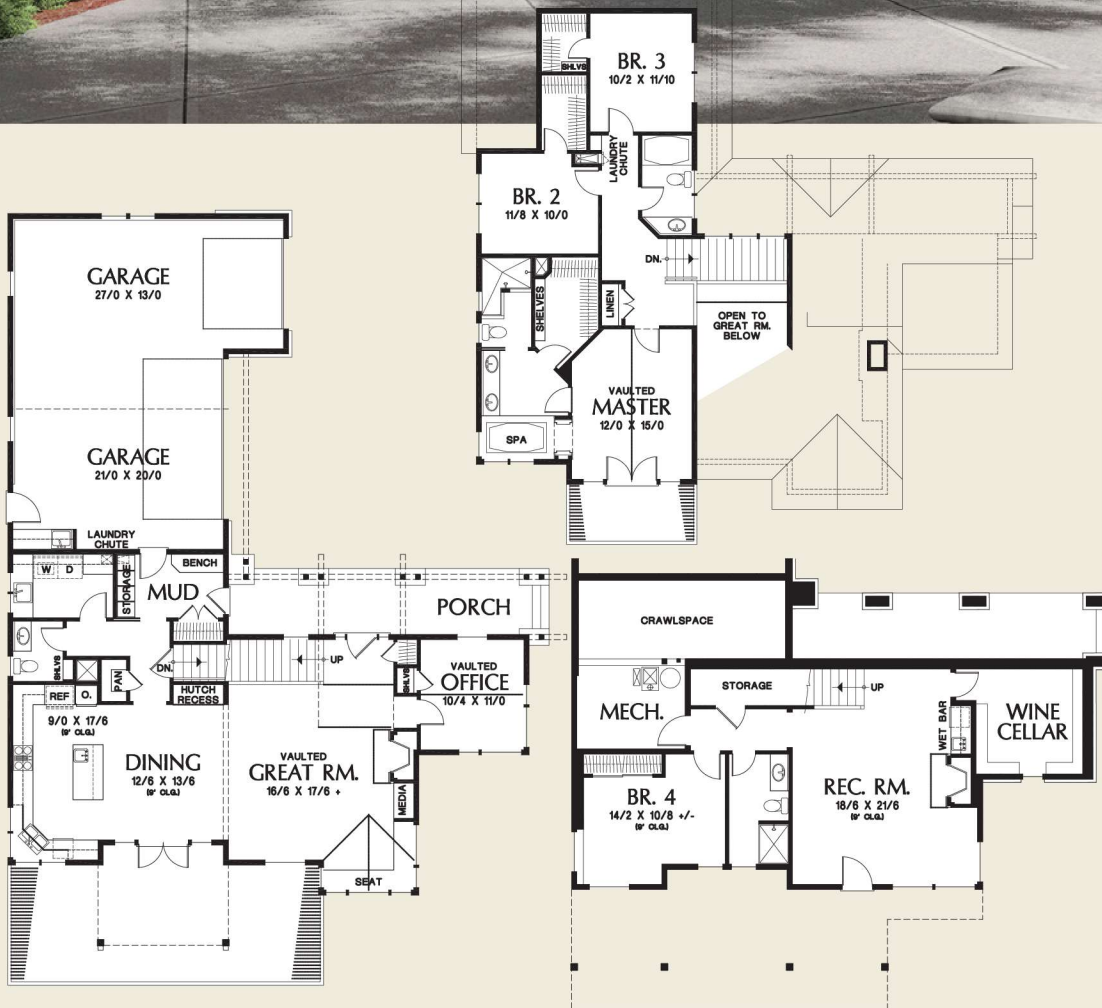 SHLVS
BR. 3
10/2 X 11/10
LAUNDRY
CHUTE
BR. 2
11/8 X 10/0
DN.
SHELVES
LINEN
OPEN TO
GREAT RM.
BELOW
VAULTED
MASTER
12/0 X 15/0
SPA
GARAGE
27/0 X 13/0
GARAGE
21/0 X 20/0
LAUNDRY
CHUTE
W D
STORAGE
BENCH
MUD
PORCH
SHLVS
DN.
UP
PAN
REF
O.
HUTCH
RECESS
SHLVS
VAULTED
OFFICE
10/4 X 11/0
9/0 X 17/6
(9' CLG.)
DINING
12/6 X 13/6
(9' CLG.)
VAULTED
GREAT RM.
16/6 X 17/6 +
MEDIA
SEAT
CRAWLSPACE
MECH.
STORAGE
UP
WET BAR
WINE
CELLAR
BR. 4
14/2 X 10/8 +/-
(9' CLG.)
REC. RM.
18/6 X 21/6
(9' CLG.)